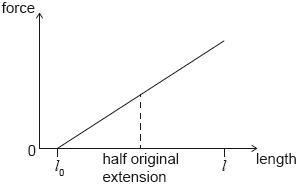 force
0
l₀
half original
extension
l
length